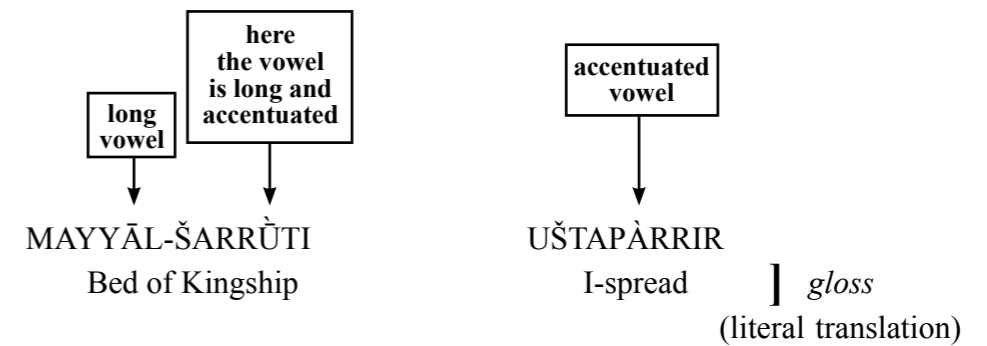 here
the vowel
is long and
accentuated
long
vowel
accentuated
vowel
MAYYĀL-ŠARRŪ̀TI UŠTAPÀRRIR
Bed of Kingship I-spread ] gloss
(literal translation)